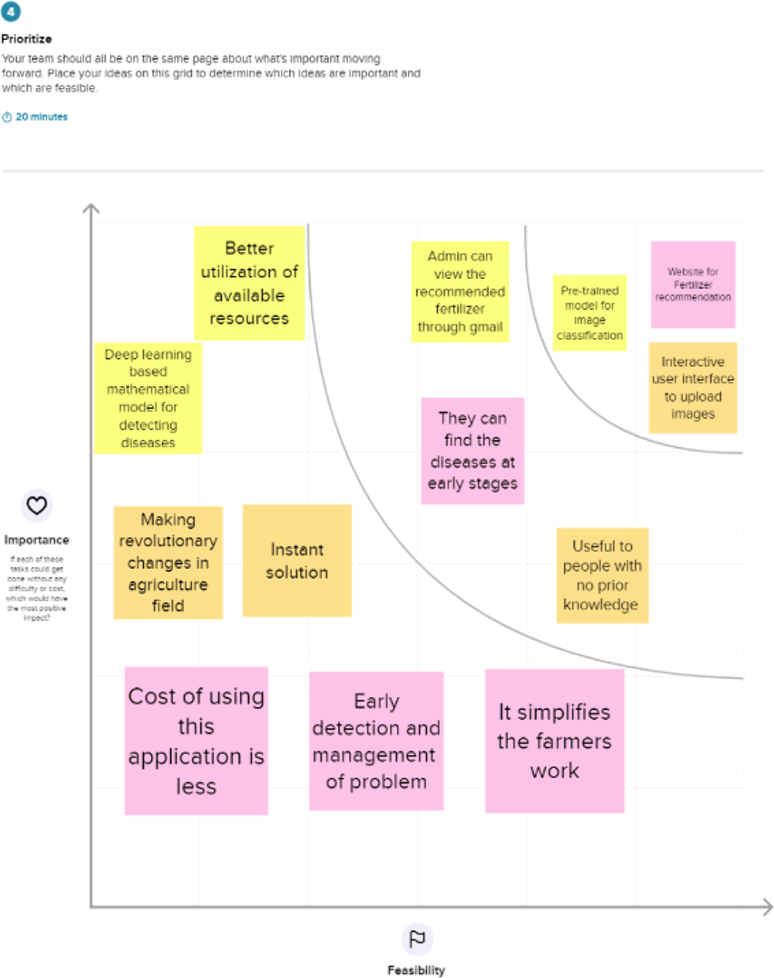 4
Prioritize
Your team should all be on the same page about what's important moving
forward. Place your ideas on this grid to determine which ideas are important and
which are feasible.
20 minutes
Better
utilization of
available
resources
Admin can
view the
recommended
fertilizer
through gmail
Pre-trained
model for
image
classification
Website for
Fertilizer
recommendation
Deep learning
based
mathematical
model for
detecting
diseases
Interactive
user interface
to upload
images
They can
find the
diseases at
early stages
Importance
If each of these
tasks could get
done without any
difficulty or cost,
which would have
the most positive
impact?
Making
revolutionary
changes in
agriculture
field
Instant
solution
Useful to
people with
no prior
knowledge
Cost of using
this
application is
less
Early
detection and
management
of problem
It simplifies
the farmers
work
Feasibility